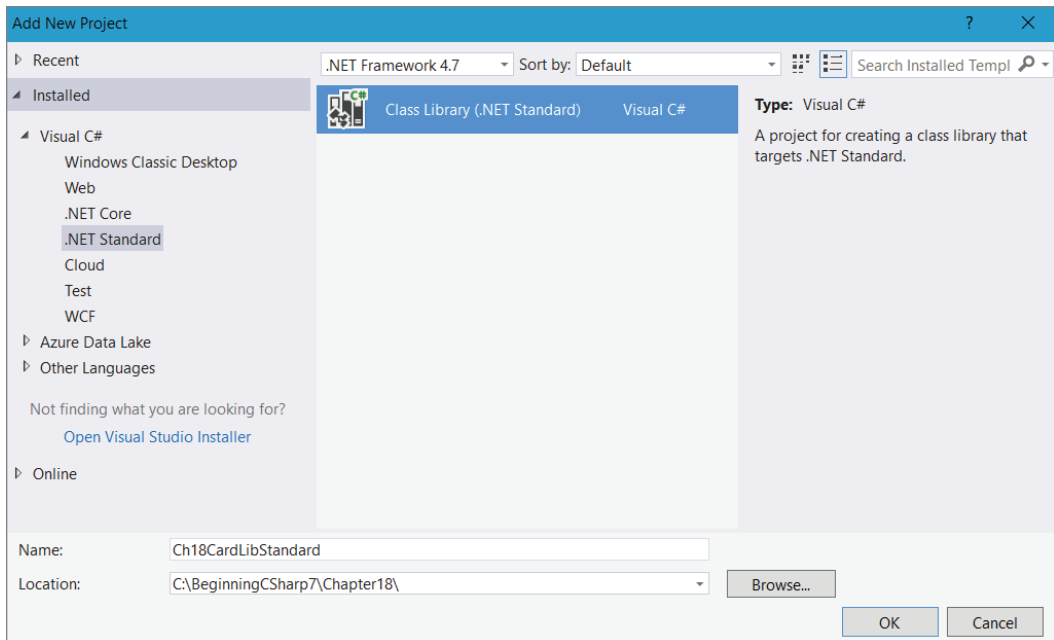 Add New Project
?
Recent
Installed
Visual C#
Windows Classic Desktop
Web
.NET Core
.NET Standard
Cloud
Test
WCF
Azure Data Lake
Other Languages
Not finding what you are looking for?
Open Visual Studio Installer
Online
.NET Framework 4.7 Sort by: Default
Search Installed Templ
C#
Class Library (.NET Standard) Visual C#
Type: Visual C#
A project for creating a class library that
targets .NET Standard.
Name: Ch18CardLibStandard
Location: C:\BeginningCSharp7\Chapter18\
Browse...
OK Cancel